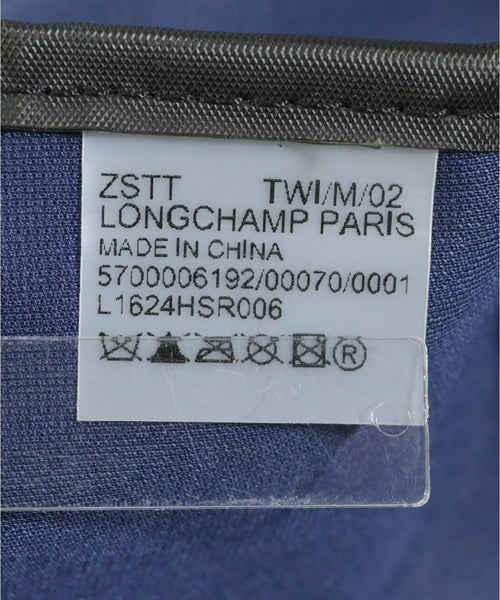 ZSTT TWI/M/02
LONGCHAMP PARIS
MADE IN CHINA
5700006192/00070/0001
L1624HSR006
®